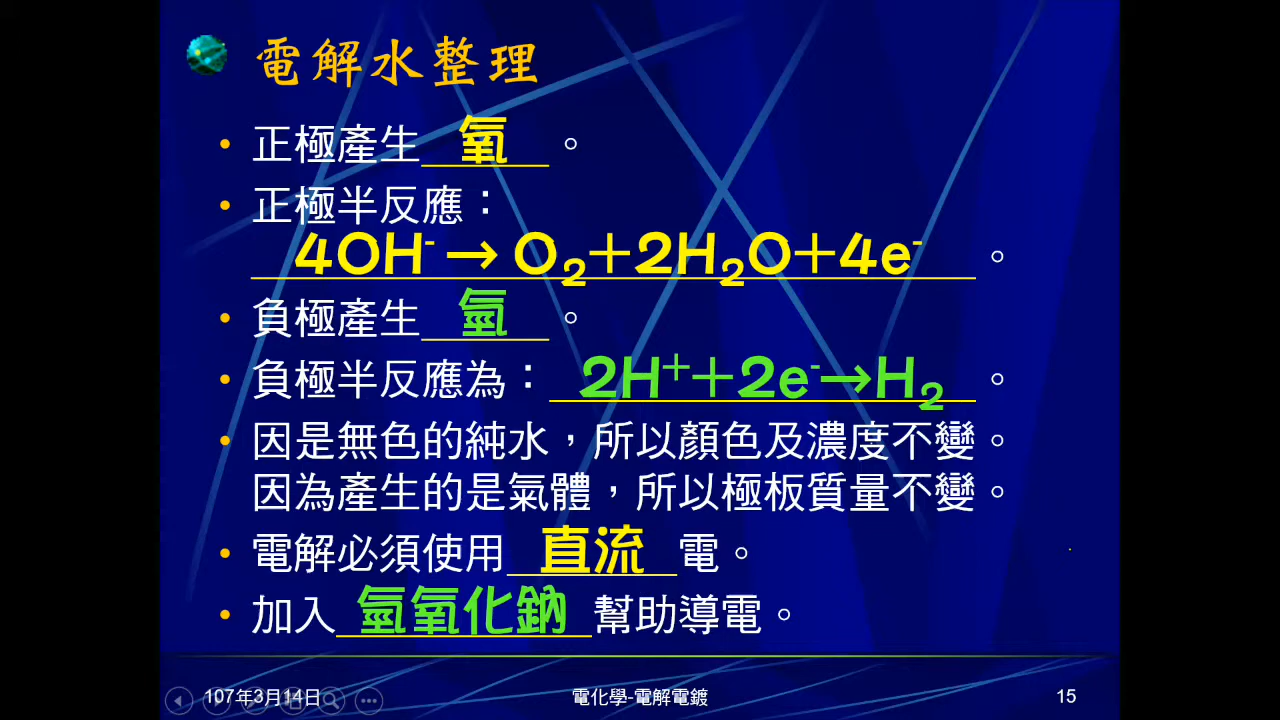 電解水整理
• 正極產生 氧 。
• 正極半反應：
4OH⁻ → O₂＋2H₂O＋4e⁻ 。
• 負極產生 氫 。
• 負極半反應為： 2H⁺＋2e⁻→H₂ 。
• 因是無色的純水，所以顏色及濃度不變。
因為產生的是氣體，所以極板質量不變。
• 電解必須使用 直流 電。
• 加入 氫氧化鈉 幫助導電。
107年3月14日 電化學-電解電鍍 15